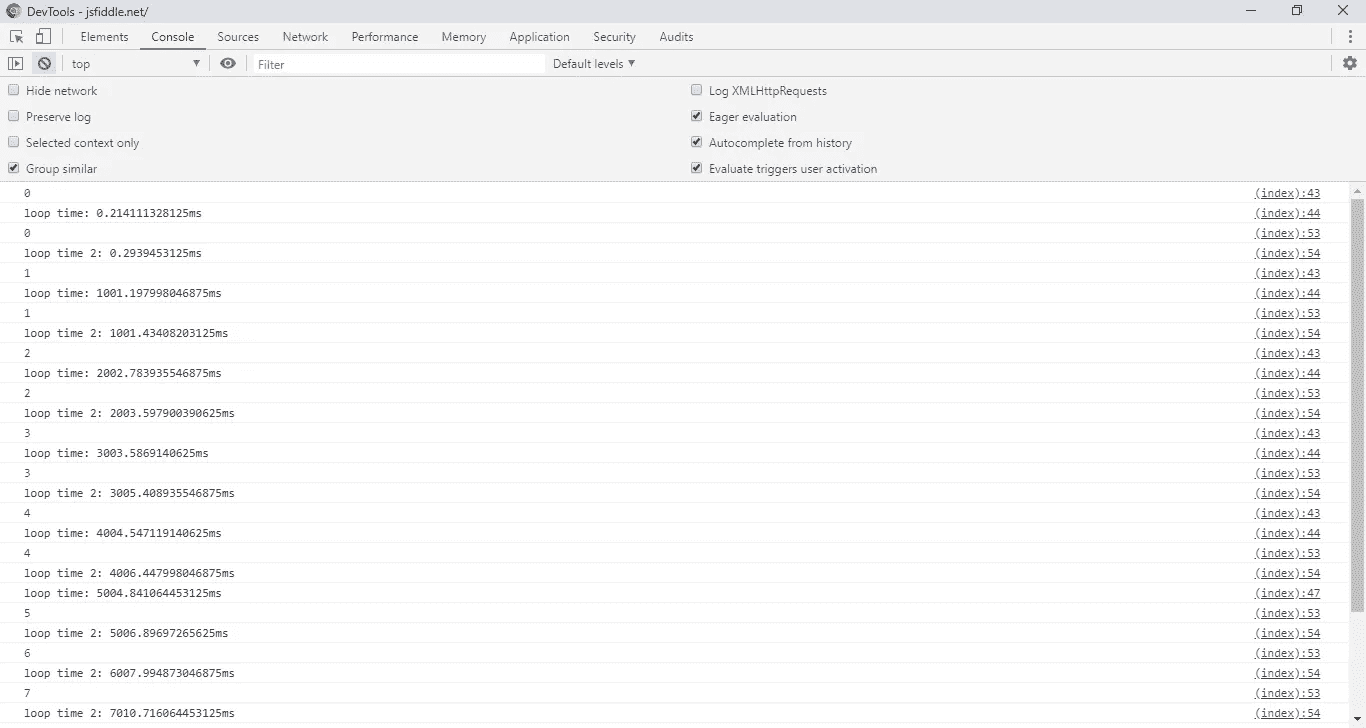 DevTools - jsfiddle.net/
Elements Console Sources Network Performance Memory Application Security Audits
top Filter Default levels
Hide network Log XMLHttpRequests
Preserve log Eager evaluation
Selected context only Autocomplete from history
Group similar Evaluate triggers user activation
0 (index):43
loop time: 0.214111328125ms (index):44
0 (index):53
loop time 2: 0.2939453125ms (index):54
1 (index):43
loop time: 1001.197998046875ms (index):44
1 (index):53
loop time 2: 1001.43408203125ms (index):54
2 (index):43
loop time: 2002.783935546875ms (index):44
2 (index):53
loop time 2: 2003.597900390625ms (index):54
3 (index):43
loop time: 3003.5869140625ms (index):44
3 (index):53
loop time 2: 3005.408935546875ms (index):54
4 (index):43
loop time: 4004.547119140625ms (index):44
4 (index):53
loop time 2: 4006.447998046875ms (index):54
loop time: 5004.841064453125ms (index):47
5 (index):53
loop time 2: 5006.89697265625ms (index):54
6 (index):53
loop time 2: 6007.994873046875ms (index):54
7 (index):53
loop time 2: 7010.716064453125ms (index):54